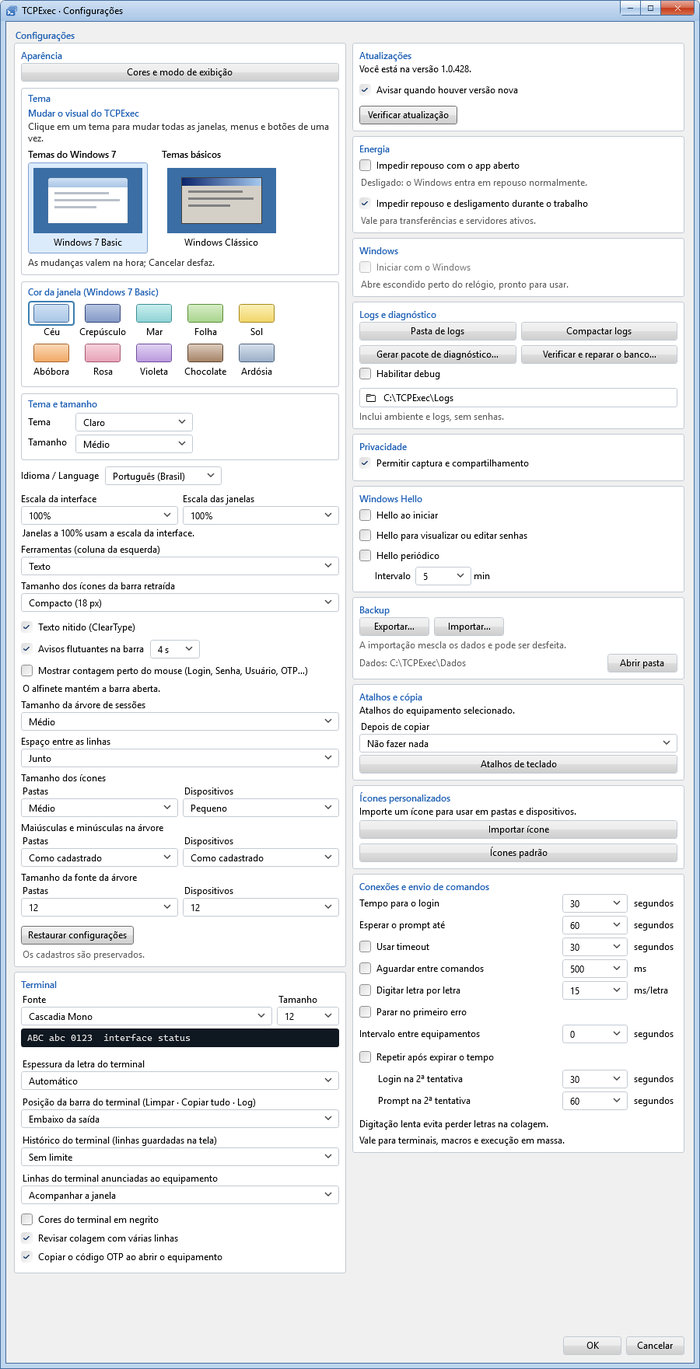 TCPExec · Configurações
Configurações
Aparência
Cores e modo de exibição
Tema
Mudar o visual do TCPExec
Clique em um tema para mudar todas as janelas, menus e botões de uma
vez.
Temas do Windows 7
Temas básicos
Windows 7 Basic
Windows Clássico
As mudanças valem na hora; Cancelar desfaz.
Cor da janela (Windows 7 Basic)
Céu
Crepúsculo
Mar
Folha
Sol
Abóbora
Rosa
Violeta
Chocolate
Ardósia
Tema e tamanho
Tema
Claro
Tamanho
Médio
Idioma / Language
Português (Brasil)
Escala da interface
Escala das janelas
100%
100%
Janelas a 100% usam a escala da interface.
Ferramentas (coluna da esquerda)
Texto
Tamanho dos ícones da barra retraída
Compacto (18 px)
Texto nítido (ClearType)
Avisos flutuantes na barra
4 s
Mostrar contagem perto do mouse (Login, Senha, Usuário, OTP...)
O alfinete mantém a barra aberta.
Tamanho da árvore de sessões
Médio
Espaço entre as linhas
Junto
Tamanho dos ícones
Pastas
Dispositivos
Médio
Pequeno
Maiúsculas e minúsculas na árvore
Pastas
Dispositivos
Como cadastrado
Como cadastrado
Tamanho da fonte da árvore
Pastas
Dispositivos
12
12
Restaurar configurações
Os cadastros são preservados.
Terminal
Fonte
Tamanho
Cascadia Mono
12
ABC abc 0123  interface status
Espessura da letra do terminal
Automático
Posição da barra do terminal (Limpar · Copiar tudo · Log)
Embaixo da saída
Histórico do terminal (linhas guardadas na tela)
Sem limite
Linhas do terminal anunciadas ao equipamento
Acompanhar a janela
Cores do terminal em negrito
Revisar colagem com várias linhas
Copiar o código OTP ao abrir o equipamento
Atualizações
Você está na versão 1.0.428.
Avisar quando houver versão nova
Verificar atualização
Energia
Impedir repouso com o app aberto
Desligado: o Windows entra em repouso normalmente.
Impedir repouso e desligamento durante o trabalho
Vale para transferências e servidores ativos.
Windows
Iniciar com o Windows
Abre escondido perto do relógio, pronto para usar.
Logs e diagnóstico
Pasta de logs
Compactar logs
Gerar pacote de diagnóstico...
Verificar e reparar o banco...
Habilitar debug
C:\TCPExec\Logs
Inclui ambiente e logs, sem senhas.
Privacidade
Permitir captura e compartilhamento
Windows Hello
Hello ao iniciar
Hello para visualizar ou editar senhas
Hello periódico
Intervalo
5
min
Backup
Exportar...
Importar...
A importação mescla os dados e pode ser desfeita.
Dados: C:\TCPExec\Dados
Abrir pasta
Atalhos e cópia
Atalhos do equipamento selecionado.
Depois de copiar
Não fazer nada
Atalhos de teclado
Ícones personalizados
Importe um ícone para usar em pastas e dispositivos.
Importar ícone
Ícones padrão
Conexões e envio de comandos
Tempo para o login
30
segundos
Esperar o prompt até
60
segundos
Usar timeout
30
segundos
Aguardar entre comandos
500
ms
Digitar letra por letra
15
ms/letra
Parar no primeiro erro
Intervalo entre equipamentos
0
segundos
Repetir após expirar o tempo
Login na 2ª tentativa
30
segundos
Prompt na 2ª tentativa
60
segundos
Digitação lenta evita perder letras na colagem.
Vale para terminais, macros e execução em massa.
OK
Cancelar